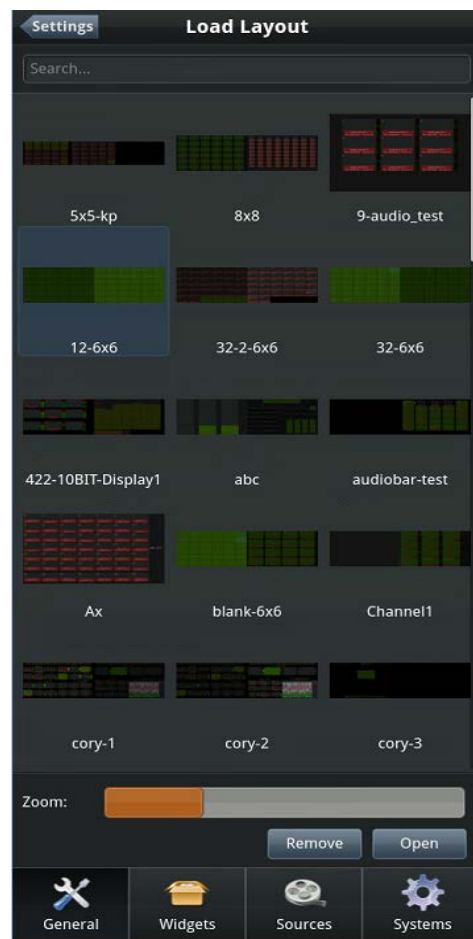 Settings
Load Layout
Search...
5x5-kp
8x8
9-audio_test
12-6x6
32-2-6x6
32-6x6
422-10BIT-Display1
abc
audiobar-test
Ax
blank-6x6
Channel1
cory-1
cory-2
cory-3
Zoom:
Remove
Open
General
Widgets
Sources
Systems